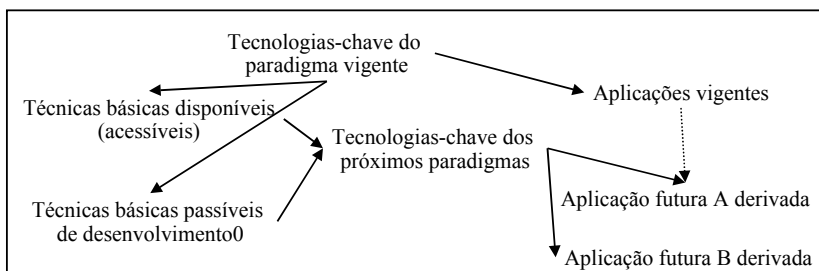 Tecnologias-chave do
paradigma vigente
Técnicas básicas disponíveis
(acessíveis)
Aplicações vigentes
Tecnologias-chave dos
próximos paradigmas
Técnicas básicas passíveis
de desenvolvimento0
Aplicação futura A derivada
Aplicação futura B derivada